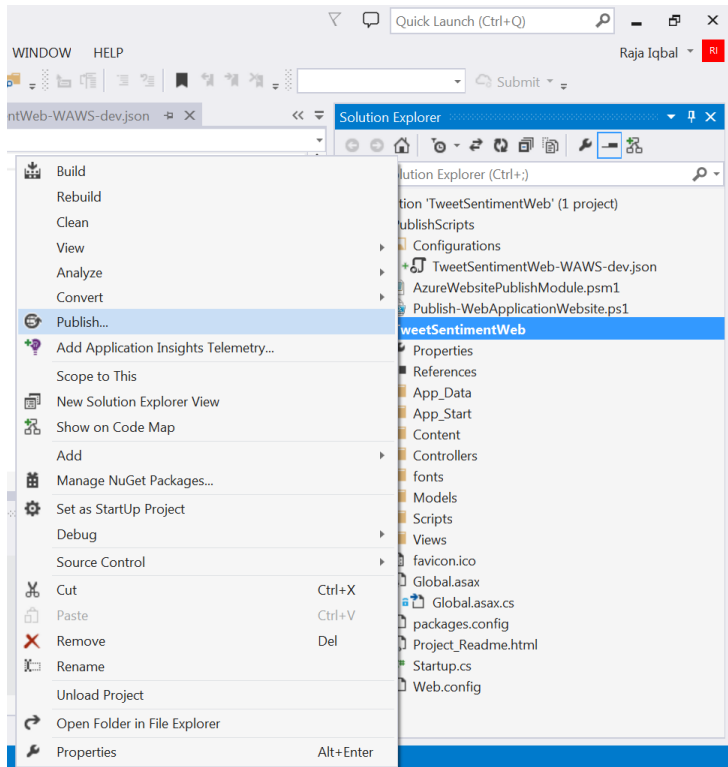 Quick Launch (Ctrl+Q)
WINDOW HELP
Raja Iqbal RI
Submit
ntWeb-WAWS-dev.json
Solution Explorer
lution Explorer (Ctrl+;)
tion 'TweetSentimentWeb' (1 project)
ublishScripts
Configurations
TweetSentimentWeb-WAWS-dev.json
AzureWebsitePublishModule.psm1
Publish-WebApplicationWebsite.ps1
weetSentimentWeb
Properties
References
App_Data
App_Start
Content
Controllers
fonts
Models
Scripts
Views
favicon.ico
Global.asax
Global.asax.cs
packages.config
Project_Readme.html
Startup.cs
Web.config
Build
Rebuild
Clean
View
Analyze
Convert
Publish...
Add Application Insights Telemetry...
Scope to This
New Solution Explorer View
Show on Code Map
Add
Manage NuGet Packages...
Set as StartUp Project
Debug
Source Control
Cut Ctrl+X
Paste Ctrl+V
Remove Del
Rename
Unload Project
Open Folder in File Explorer
Properties Alt+Enter